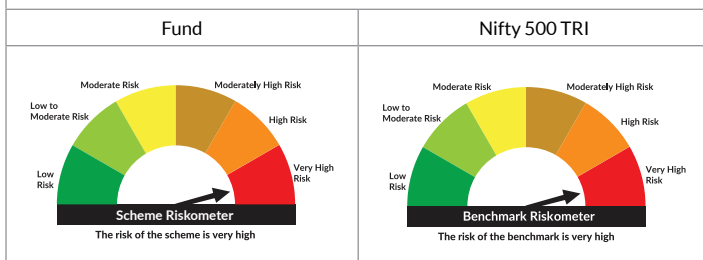 Fund
Nifty 500 TRI
Moderate Risk
Moderately High Risk
Low to
Moderate Risk
High Risk
Low
Risk
Very High
Risk
Scheme Riskometer
The risk of the scheme is very high
Moderate Risk
Moderately High Risk
Low to
Moderate Risk
High Risk
Low
Risk
Very High
Risk
Benchmark Riskometer
The risk of the benchmark is very high